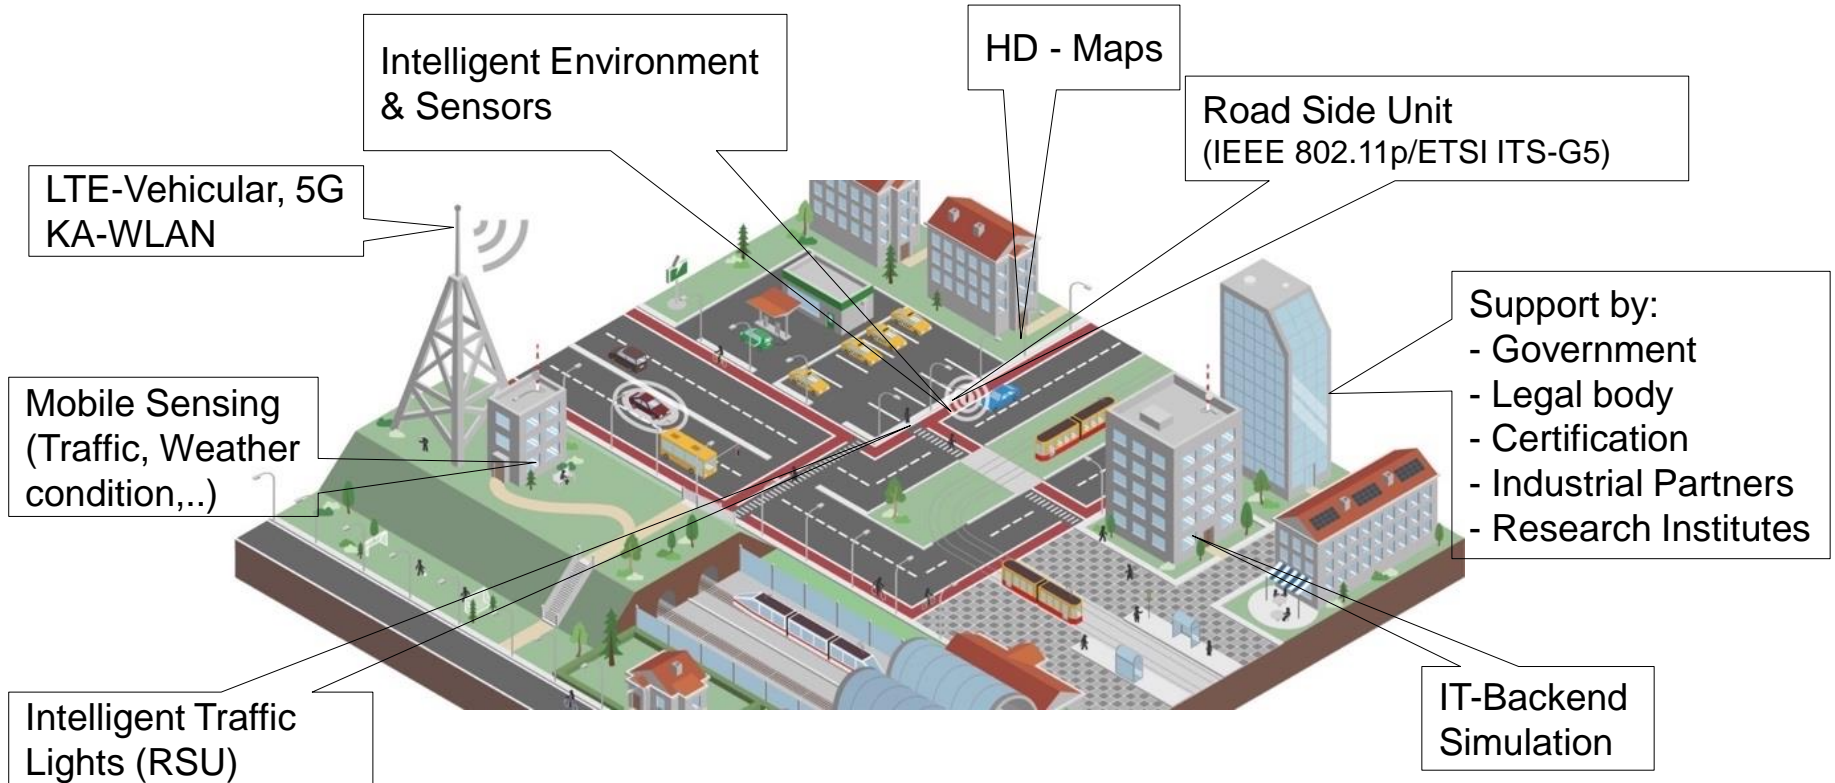 Intelligent Environment
& Sensors
HD - Maps
Road Side Unit
(IEEE 802.11p/ETSI ITS-G5)
LTE-Vehicular, 5G
KA-WLAN
Support by:
- Government
- Legal body
- Certification
- Industrial Partners
- Research Institutes
Mobile Sensing
(Traffic, Weather
condition,..)
Intelligent Traffic
Lights (RSU)
IT-Backend
Simulation